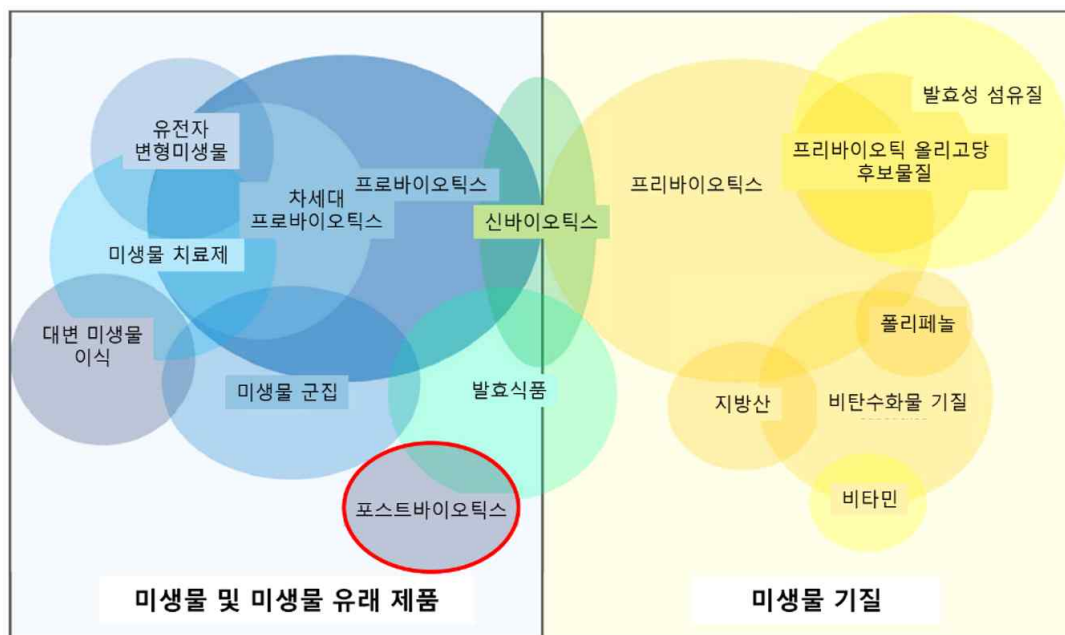 유전자
변형미생물
차세대
프로바이오틱스
프로바이오틱스
미생물 치료제
대변 미생물
이식
미생물 군집
신바이오틱스
발효식품
포스트바이오틱스
미생물 및 미생물 유래 제품
발효성 섬유질
프리바이오틱 올리고당
후보물질
프리바이오틱스
폴리페놀
지방산
비탄수화물 기질
비타민
미생물 기질